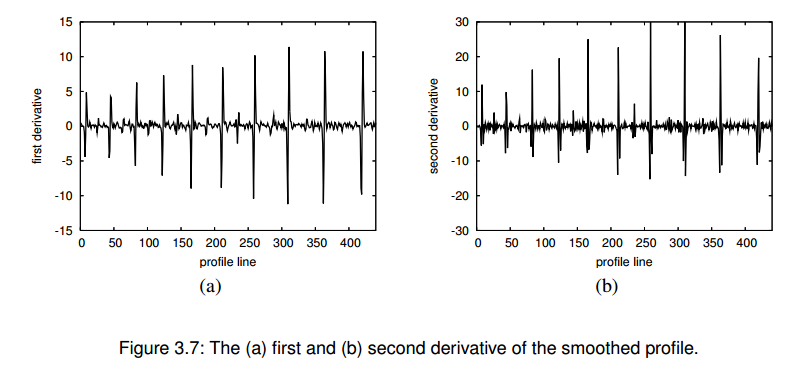 15
10
5
0
-5
-10
-15
first derivative
0 50 100 150 200 250 300 350 400
profile line
(a)
30
20
10
0
-10
-20
-30
second derivative
0 50 100 150 200 250 300 350 400
profile line
(b)
Figure 3.7: The (a) first and (b) second derivative of the smoothed profile.